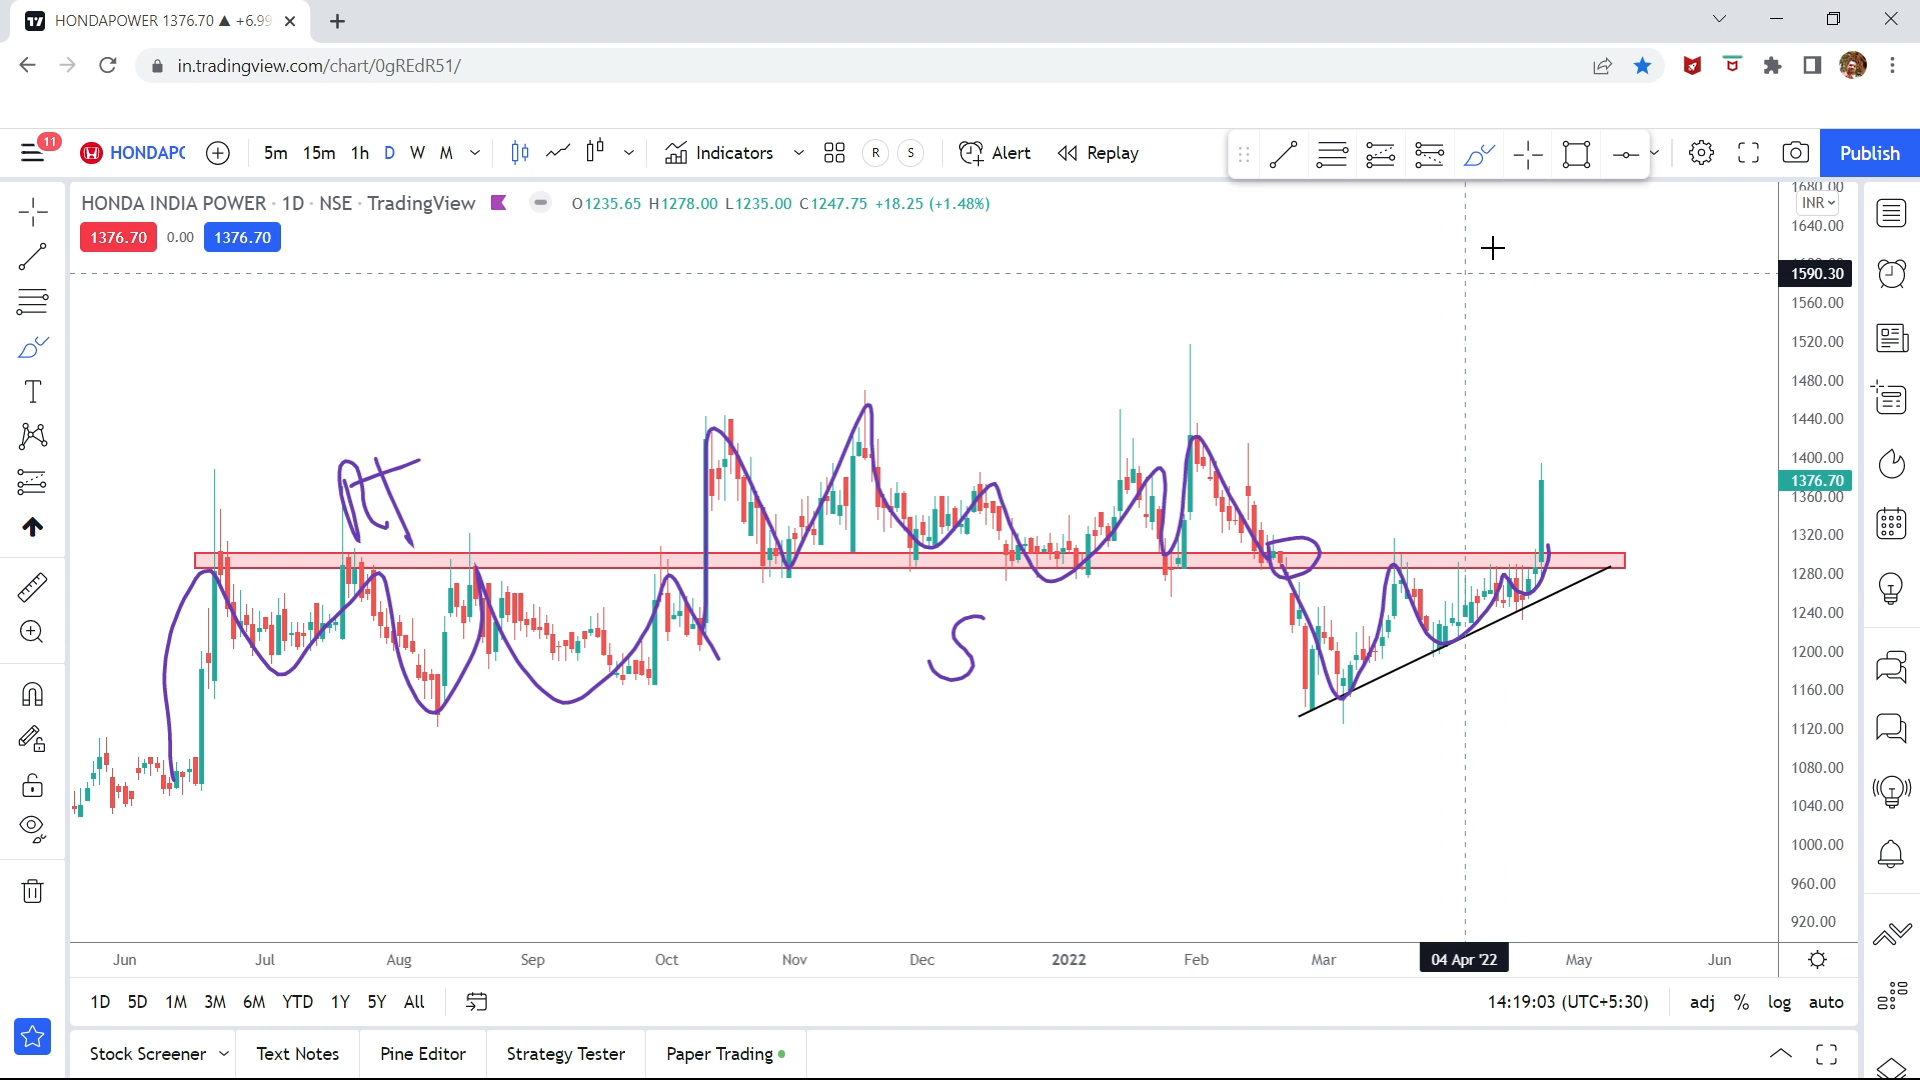 HONDAPOWER 1376.70 ▲ +6.99
in.tradingview.com/chart/0gREdR51/
11
HONDAPC
5m 15m 1h D W M
Indicators
R
S
Alert
Replay
Publish
HONDA INDIA POWER · 1D · NSE · TradingView
O1235.65 H1278.00 L1235.00 C1247.75 +18.25 (+1.48%)
1376.70 0.00 1376.70
1680.00
INR
1640.00
1590.30
1560.00
1520.00
1480.00
1440.00
1400.00
1376.70
1360.00
1320.00
1280.00
1240.00
1200.00
1160.00
1120.00
1080.00
1040.00
1000.00
960.00
920.00
S
Jun Jul Aug Sep Oct Nov Dec 2022 Feb Mar 04 Apr '22 May Jun
1D 5D 1M 3M 6M YTD 1Y 5Y All
14:19:03 (UTC+5:30)
adj % log auto
Stock Screener Text Notes Pine Editor Strategy Tester Paper Trading